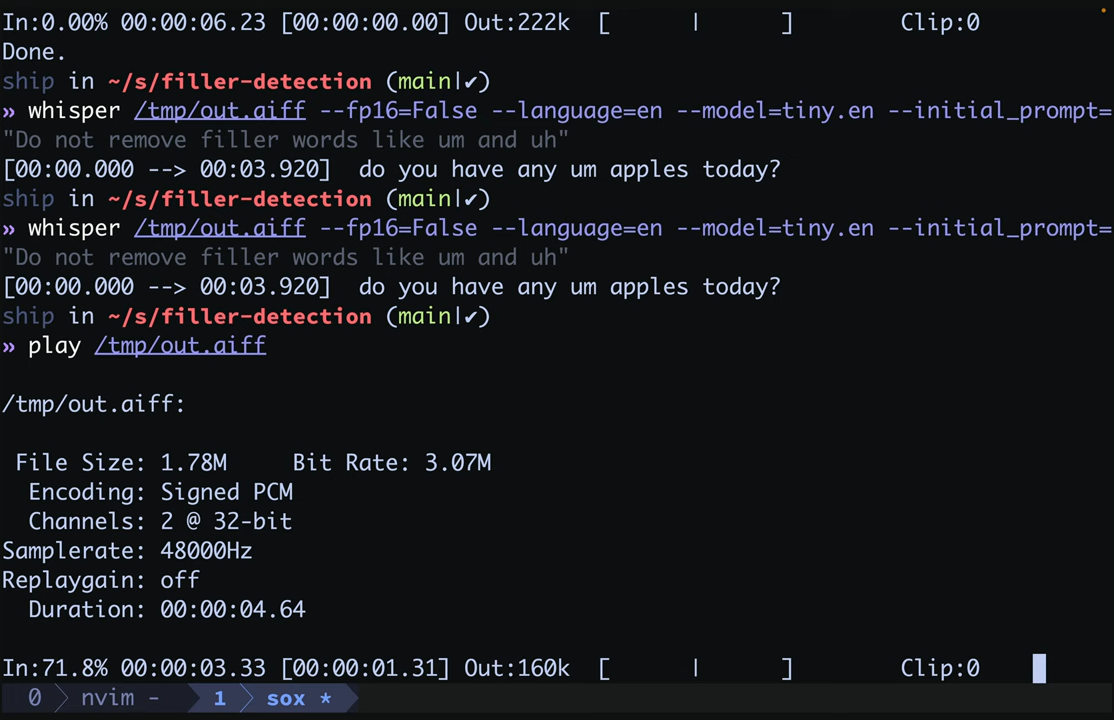 In:0.00% 00:00:06.23 [00:00:00.00] Out:222k  [      |      ]        Clip:0
Done.
ship in ~/s/filler-detection (main|✔)
» whisper /tmp/out.aiff --fp16=False --language=en --model=tiny.en --initial_prompt=
"Do not remove filler words like um and uh"
[00:00.000 --> 00:03.920]  do you have any um apples today?
ship in ~/s/filler-detection (main|✔)
» whisper /tmp/out.aiff --fp16=False --language=en --model=tiny.en --initial_prompt=
"Do not remove filler words like um and uh"
[00:00.000 --> 00:03.920]  do you have any um apples today?
ship in ~/s/filler-detection (main|✔)
» play /tmp/out.aiff
/tmp/out.aiff:
File Size: 1.78M     Bit Rate: 3.07M
Encoding: Signed PCM
Channels: 2 @ 32-bit
Samplerate: 48000Hz
Replaygain: off
Duration: 00:00:04.64
In:71.8% 00:00:03.33 [00:00:01.31] Out:160k  [      |      ]        Clip:0
0 nvim - 1 sox *